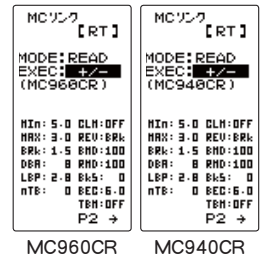 MCリンク
[RT]
MODE:READ
EXEC: +/-
(MC960CR)
MIn: 5.0 CLM:OFF
MAX: 3.0 REV:BRk
BRk: 1.5 BMD:100
DBA: 8 RMD:100
LBP: 2.8 BkS: 0
nTB: 0 BEC:6.0
TBM:OFF
P2 →
MC960CR
MCリンク
[RT]
MODE:READ
EXEC: +/-
(MC940CR)
MIn: 5.0 CLM:OFF
MAX: 3.0 REV:BRk
BRk: 1.5 BMD:100
DBA: 8 RMD:100
LBP: 2.8 BkS: 0
nTB: 0 BEC:6.0
TBM:OFF
P2 →
MC940CR